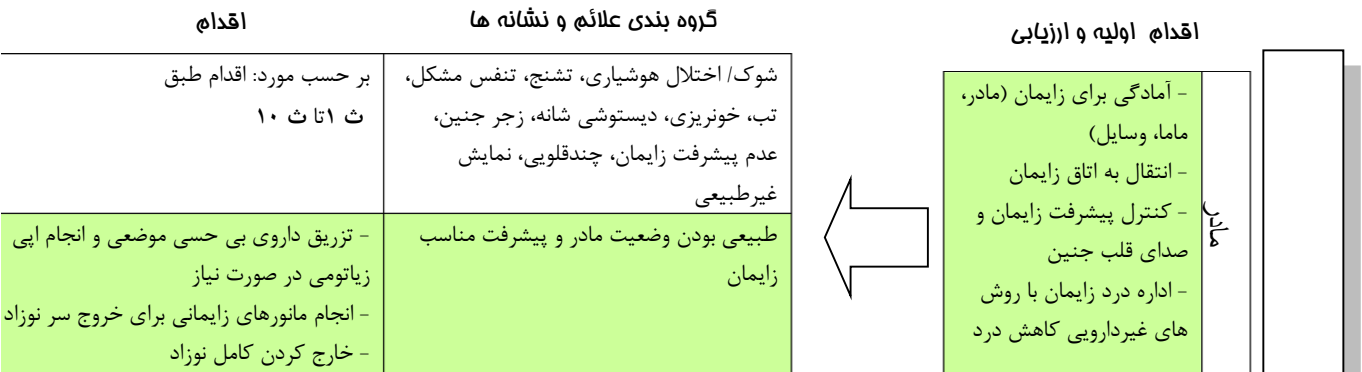 اقدام اولیه و ارزیابی
مادر
- آمادگی برای زایمان (مادر،
ماما، وسایل)
- انتقال به اتاق زایمان
- کنترل پیشرفت زایمان و
صدای قلب جنین
- اداره درد زایمان با روش
های غیردارویی کاهش درد
گروه بندی علائم و نشانه ها
اقدام
شوک/ اختلال هوشیاری، تشنج، تنفس مشکل،
تب، خونریزی، دیستوشی شانه، زجر جنین،
عدم پیشرفت زایمان، چندقلویی، نمایش
غیرطبیعی
بر حسب مورد: اقدام طبق
ث ۱ تا ث ۱۰
طبیعی بودن وضعیت مادر و پیشرفت مناسب
زایمان
- تزریق داروی بی حسی موضعی و انجام اپی
زیاتومی در صورت نیاز
- انجام مانورهای زایمانی برای خروج سر نوزاد
- خارج کردن کامل نوزاد